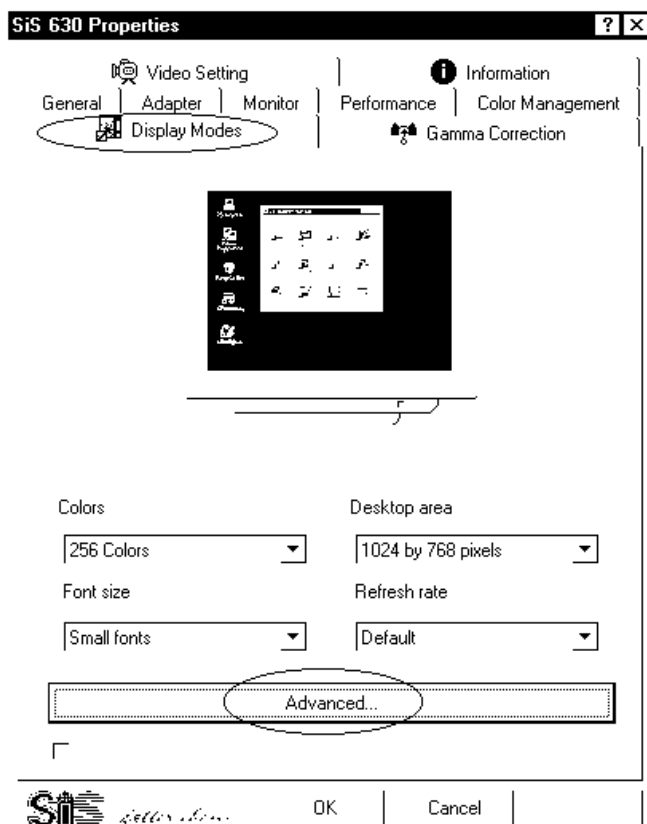 SiS 630 Properties
Video Setting
Information
General Adapter Monitor Performance Color Management
Display Modes
Gamma Correction
Colors
Desktop area
256 Colors
1024 by 768 pixels
Font size
Refresh rate
Small fonts
Default
Advanced...
SiS
OK
Cancel